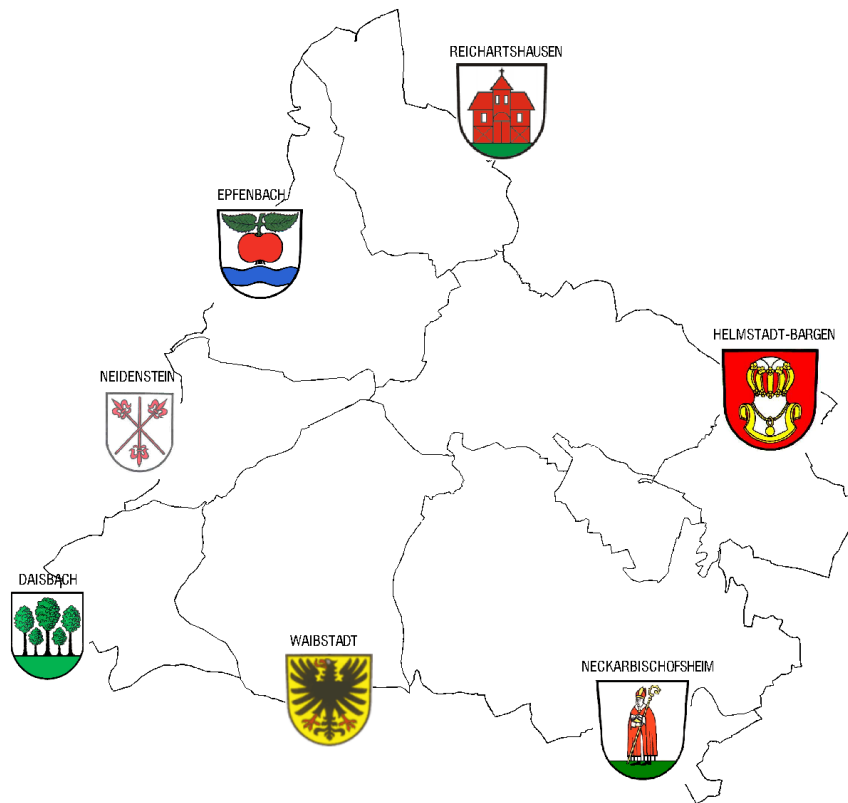 REICHARTSHAUSEN
EPFENBACH
HELMSTADT-BARGEN
NEIDENSTEIN
DAISBACH
WAIBSTADT
NECKARBISCHOFSHEIM